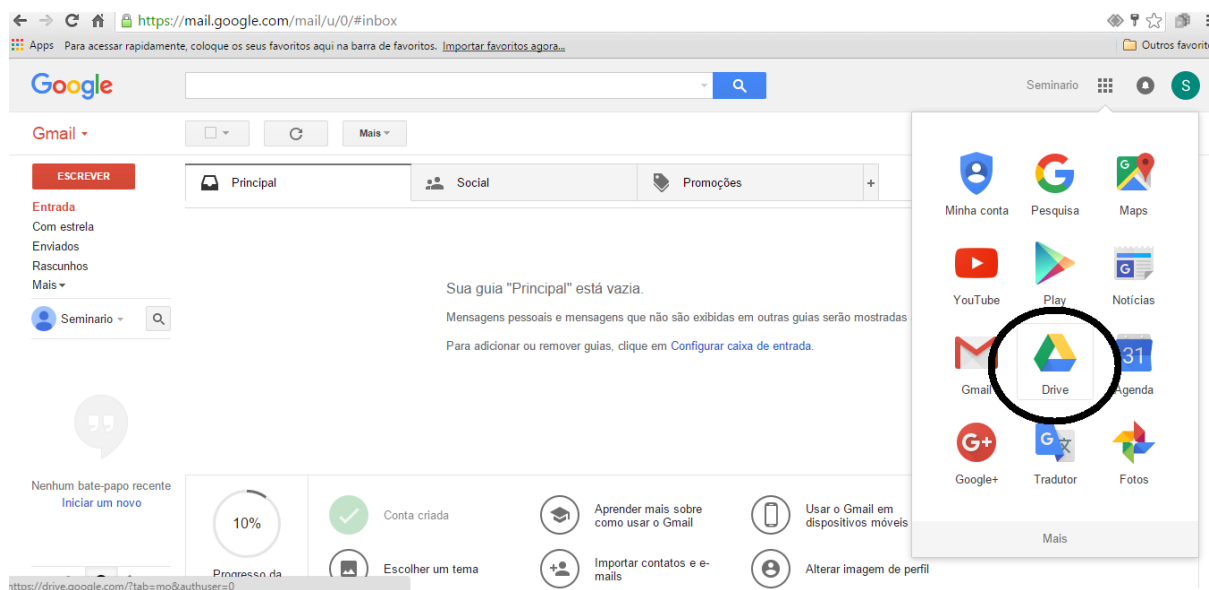 https://mail.google.com/mail/u/0/#inbox
Apps Para acessar rapidamente, coloque os seus favoritos aqui na barra de favoritos. Importar favoritos agora... Outros favorit
Google
Seminario
S
Gmail
Mais
ESCREVER
Principal
Social
Promoções
+
Entrada
Com estrela
Enviados
Rascunhos
Mais
Seminario
Sua guia "Principal" está vazia.
Mensagens pessoais e mensagens que não são exibidas em outras guias serão mostradas
Para adicionar ou remover guias, clique em Configurar caixa de entrada.
Nenhum bate-papo recente
Iniciar um novo
10%
Progresso da
Conta criada
Aprender mais sobre
como usar o Gmail
Usar o Gmail em
dispositivos móveis
Escolher um tema
Importar contatos e e-
mails
Alterar imagem de perfil
Minha conta
Pesquisa
Maps
YouTube
Play
Notícias
Gmail
Drive
31
Agenda
G+
Google+
Tradutor
Fotos
Mais
https://drive.google.com/?tab=mo&authuser=0